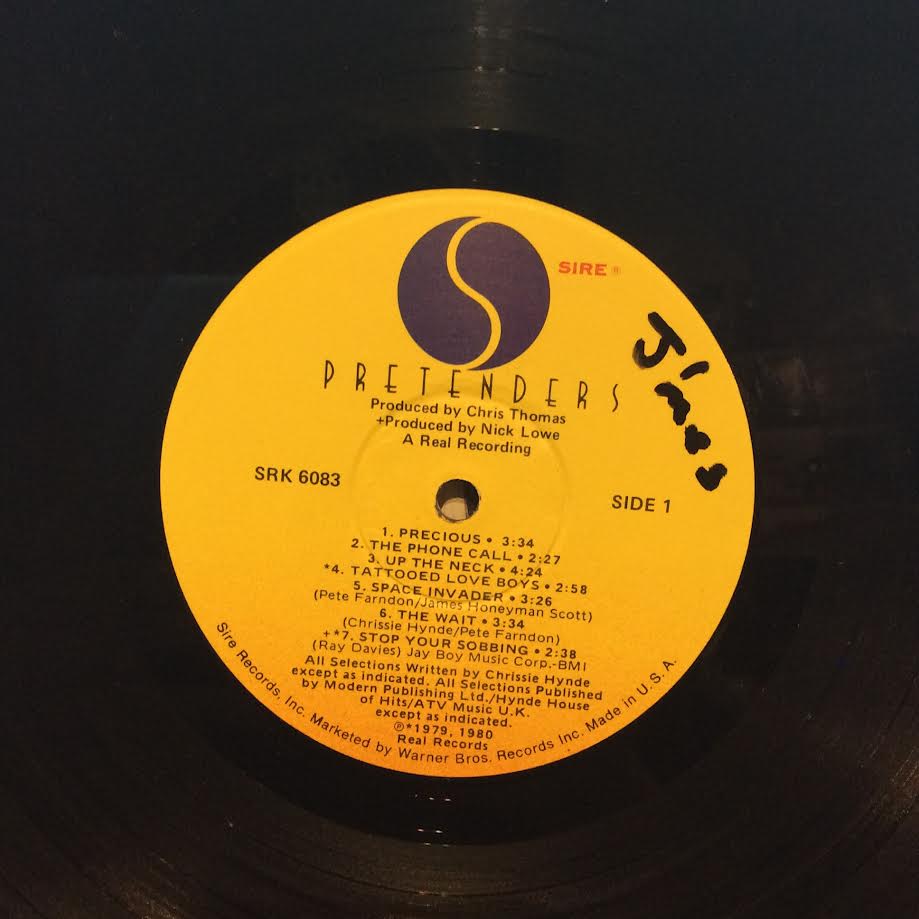 SIRE ®
PRETENDERS
Produced by Chris Thomas
+Produced by Nick Lowe
A Real Recording
SRK 6083
SIDE 1
1. PRECIOUS • 3:34
2. THE PHONE CALL • 2:27
3. UP THE NECK • 4:24
*4. TATTOOED LOVE BOYS • 2:58
5. SPACE INVADER • 3:26
(Pete Farndon/James Honeyman Scott)
6. THE WAIT • 3:34
(Chrissie Hynde/Pete Farndon)
+*7. STOP YOUR SOBBING • 2:38
(Ray Davies) Jay Boy Music Corp.-BMI
All Selections Written by Chrissie Hynde
except as indicated. All Selections Published
by Modern Publishing Ltd./Hynde House
of Hits/ATV Music U.K.
except as indicated.
℗*1979, 1980
Real Records
Sire Records, Inc. Marketed by Warner Bros. Records Inc. Made in U.S.A.